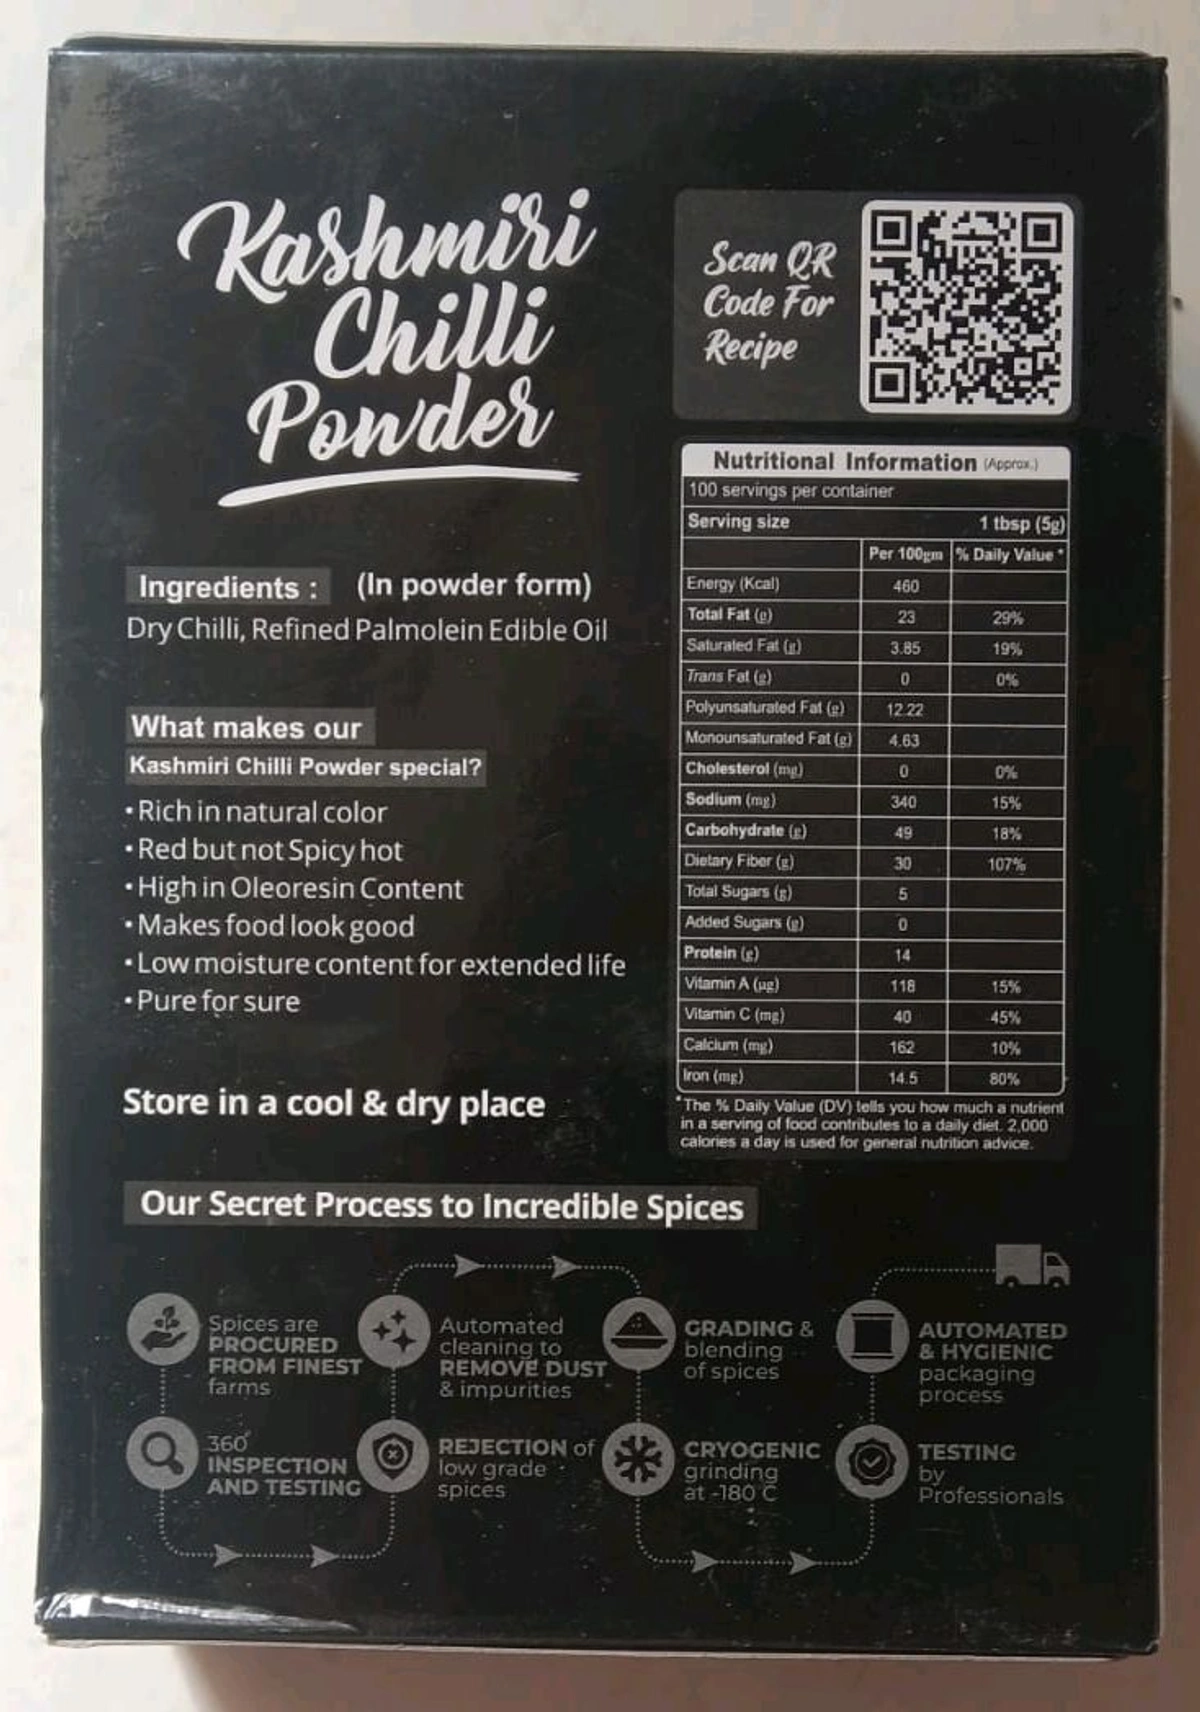 Kashmiri
Chilli
Powder
Scan QR
Code For
Recipe
Ingredients : (In powder form)
Dry Chilli, Refined Palmolein Edible Oil
What makes our
Kashmiri Chilli Powder special?
• Rich in natural color
• Red but not Spicy hot
• High in Oleoresin Content
• Makes food look good
• Low moisture content for extended life
• Pure for sure
Store in a cool & dry place
Nutritional Information (Approx.)
100 servings per container
Serving size 1 tbsp (5g)
Per 100gm % Daily Value *
Energy (Kcal) 460
Total Fat (g) 23 29%
Saturated Fat (g) 3.85 19%
Trans Fat (g) 0 0%
Polyunsaturated Fat (g) 12.22
Monounsaturated Fat (g) 4.63
Cholesterol (mg) 0 0%
Sodium (mg) 340 15%
Carbohydrate (g) 49 18%
Dietary Fiber (g) 30 107%
Total Sugars (g) 5
Added Sugars (g) 0
Protein (g) 14
Vitamin A (µg) 118 15%
Vitamin C (mg) 40 45%
Calcium (mg) 162 10%
Iron (mg) 14.5 80%
*The % Daily Value (DV) tells you how much a nutrient
in a serving of food contributes to a daily diet. 2,000
calories a day is used for general nutrition advice.
Our Secret Process to Incredible Spices
Spices are
PROCURED
FROM FINEST
farms
360°
INSPECTION
AND TESTING
Automated
cleaning to
REMOVE DUST
& impurities
REJECTION of
low grade
spices
GRADING &
blending
of spices
CRYOGENIC
grinding
at -180°C
AUTOMATED
& HYGIENIC
packaging
process
TESTING
by
Professionals